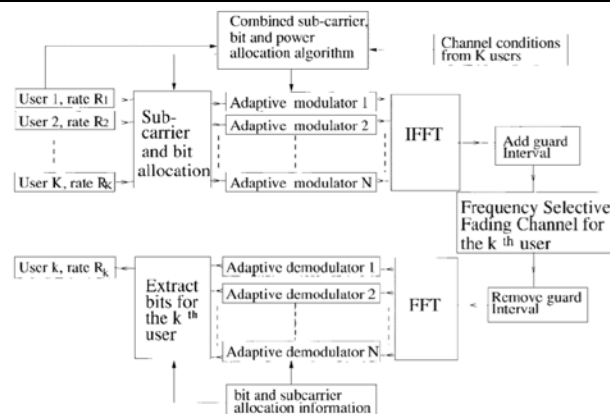 Combined sub-carrier,
bit and power
allocation algorithm
Channel conditions
from K users
User 1, rate R1
User 2, rate R2
User K, rate RK
Sub-
carrier
and bit
allocation
Adaptive modulator 1
Adaptive modulator 2
Adaptive modulator N
IFFT
Add guard
Interval
Frequency Selective
Fading Channel for
the k th user
Remove guard
Interval
FFT
Adaptive demodulator 1
Adaptive demodulator 2
Adaptive demodulator N
Extract bits for
the k th
user
User k, rate Rk
bit and subcarrier
allocation information